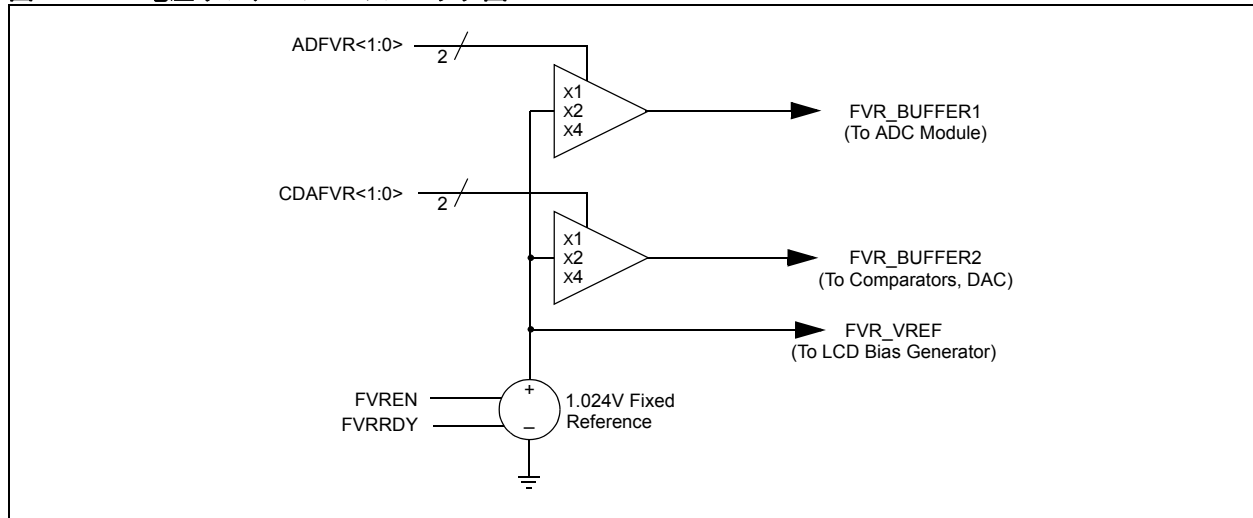 ADFVR<1:0>
2
X1
X2
X4
FVR_BUFFER1
(To ADC Module)
CDAFVR<1:0>
2
X1
X2
X4
FVR_BUFFER2
(To Comparators, DAC)
FVR_VREF
(To LCD Bias Generator)
+
FVREN
1.024V Fixed
FVRRDY
_
Reference